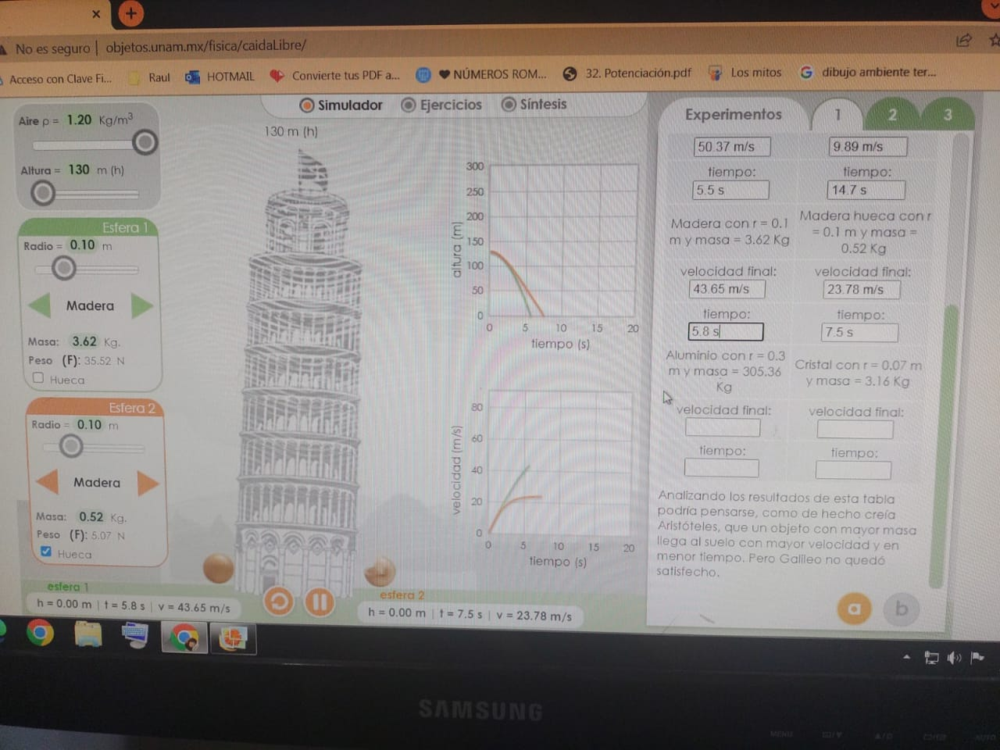 No es seguro | objetos.unam.mx/fisica/caidaLibre/
Acceso con Clave Fi...
Raul
HOTMAIL
Convierte tus PDF a...
NÚMEROS ROM...
32. Potenciación.pdf
Los mitos
dibujo ambiente ter...
Aire ρ = 1.20 Kg/m³
Altura = 130 m (h)
Esfera 1
Radio = 0.10 m
Madera
Masa: 3.62 Kg.
Peso (F): 35.52 N
Hueca
Esfera 2
Radio = 0.10 m
Madera
Masa: 0.52 Kg.
Peso (F): 5.07 N
Hueca
Simulador
Ejercicios
Síntesis
130 m (h)
300
250
200
150
100
50
0
altura (m)
0 5 10 15 20
tiempo (s)
80
60
40
20
0
velocidad (m/s)
0 5 10 15 20
tiempo (s)
esfera 1
h = 0.00 m | t = 5.8 s | v = 43.65 m/s
esfera 2
h = 0.00 m | t = 7.5 s | v = 23.78 m/s
Experimentos 1 2 3
50.37 m/s 9.89 m/s
tiempo: tiempo:
5.5 s 14.7 s
Madera con r = 0.1
m y masa = 3.62 Kg
Madera hueca con r
= 0.1 m y masa =
0.52 Kg
velocidad final: velocidad final:
43.65 m/s 23.78 m/s
tiempo: tiempo:
5.8 s 7.5 s
Aluminio con r = 0.3
m y masa = 305.36
Kg
Cristal con r = 0.07 m
y masa = 3.16 Kg
velocidad final: velocidad final:
tiempo: tiempo:
Analizando los resultados de esta tabla
podría pensarse, como de hecho creía
Aristóteles, que un objeto con mayor masa
llega al suelo con mayor velocidad y en
menor tiempo. Pero Galileo no quedó
satisfecho.
a b
SAMSUNG
MENU
AUTO